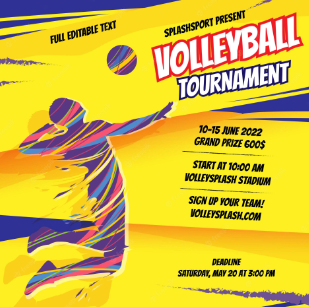 FULL EDITABLE TEXT
SPLASHSPORT PRESENT
VOLLEYBALL
TOURNAMENT
10-15 JUNE 2022
GRAND PRIZE 600$
START AT 10:00 AM
VOLLEYSPLASH STADIUM
SIGN UP YOUR TEAM!
VOLLEYSPLASH.COM
DEADLINE
SATURDAY, MAY 20 AT 3:00 PM